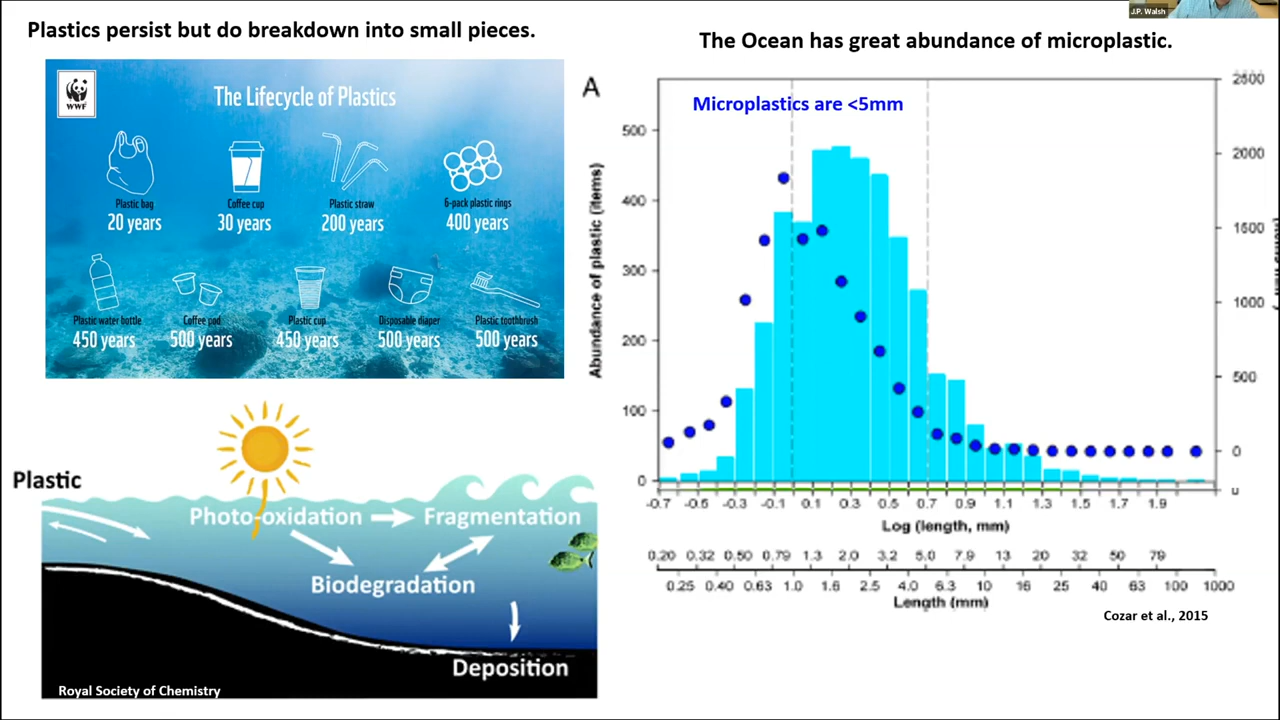 J.P. Walsh
Plastics persist but do breakdown into small pieces.
WWF
The Lifecycle of Plastics
Plastic bag
20 years
Coffee cup
30 years
Plastic straw
200 years
6-pack plastic rings
400 years
Plastic water bottle
450 years
Coffee pod
500 years
Plastic cup
450 years
Disposable diaper
500 years
Plastic toothbrush
500 years
Plastic
Photo-oxidation
Fragmentation
Biodegradation
Deposition
Royal Society of Chemistry
The Ocean has great abundance of microplastic.
A
Microplastics are <5mm
Abundance of plastic (items)
500
400
300
200
100
0
2500
2000
1500
1000
500
0
-0.7 -0.5 -0.3 -0.1 0.1 0.3 0.5 0.7 0.9 1.1 1.3 1.5 1.7 1.9
Log (length, mm)
0.20 0.32 0.50 0.79 1.3 2.0 3.2 5.0 7.9 13 20 32 50 79
0.25 0.40 0.63 1.0 1.6 2.5 4.0 6.3 10 16 25 40 63 100 1000
Length (mm)
Cozar et al., 2015